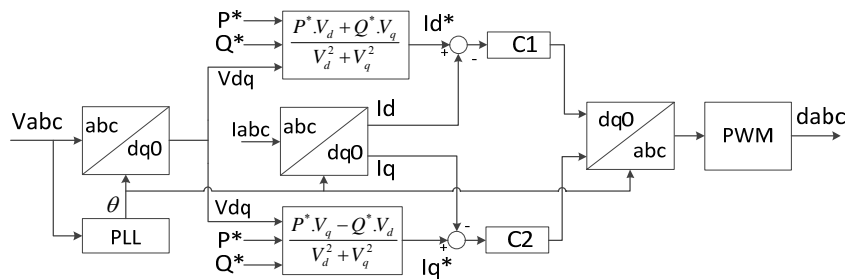 P*
Q*
Vdq
P*.Vd + Q*.Vq
Vd² + Vq²
Id*
+
-
C1
Vabc
abc
dq0
Iabc
abc
dq0
Id
Iq
dq0
abc
PWM
dabc
θ
PLL
Vdq
P*
Q*
P*.Vq - Q*.Vd
Vd² + Vq²
-
+
Iq*
C2